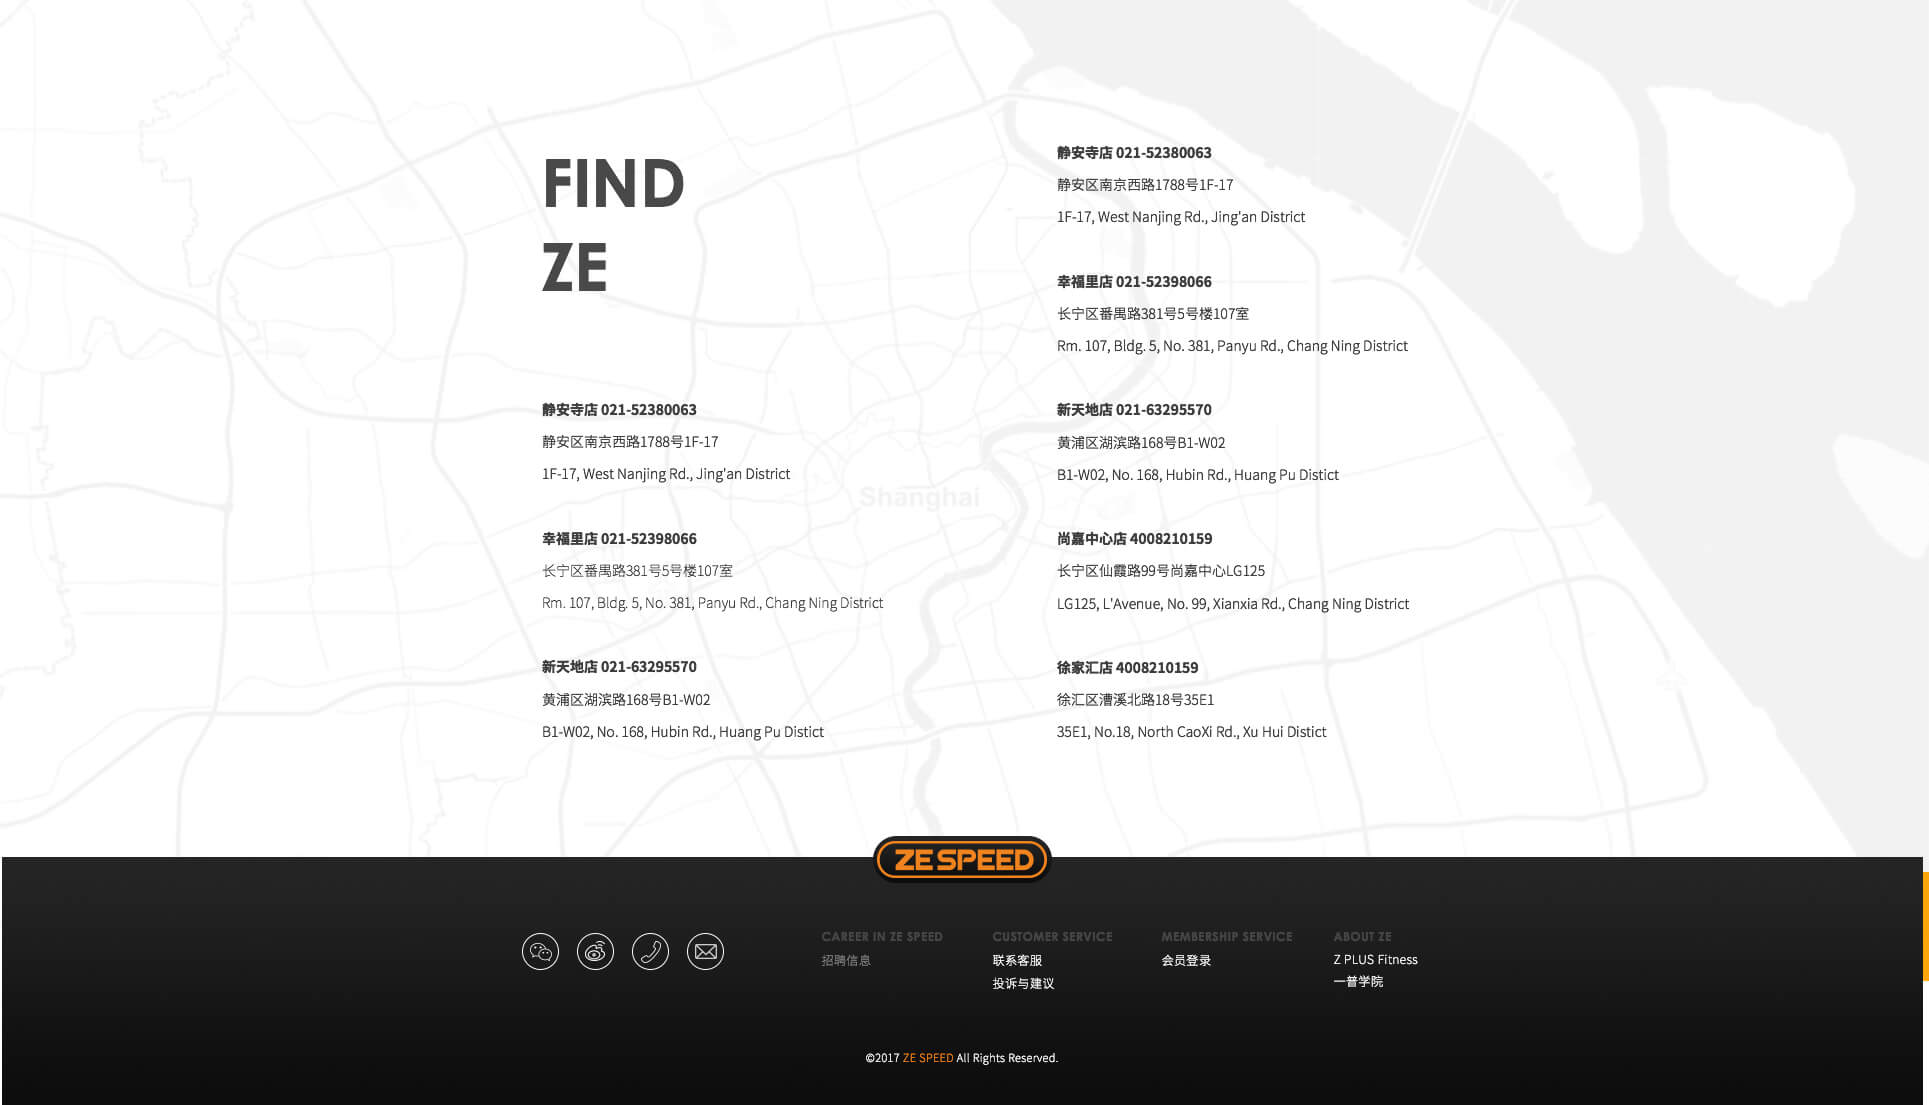 FIND
ZE
静安寺店 021-52380063
静安区南京西路1788号1F-17
1F-17, West Nanjing Rd., Jing'an District
幸福里店 021-52398066
长宁区番禺路381号5号楼107室
Rm. 107, Bldg. 5, No. 381, Panyu Rd., Chang Ning District
新天地店 021-63295570
黄浦区湖滨路168号B1-W02
B1-W02, No. 168, Hubin Rd., Huang Pu Distict
静安寺店 021-52380063
静安区南京西路1788号1F-17
1F-17, West Nanjing Rd., Jing'an District
幸福里店 021-52398066
长宁区番禺路381号5号楼107室
Rm. 107, Bldg. 5, No. 381, Panyu Rd., Chang Ning District
新天地店 021-63295570
黄浦区湖滨路168号B1-W02
B1-W02, No. 168, Hubin Rd., Huang Pu Distict
尚嘉中心店 4008210159
长宁区仙霞路99号尚嘉中心LG125
LG125, L'Avenue, No. 99, Xianxia Rd., Chang Ning District
徐家汇店 4008210159
徐汇区漕溪北路18号35E1
35E1, No.18, North CaoXi Rd., Xu Hui Distict
Shanghai
ZE SPEED
CAREER IN ZE SPEED
招聘信息
CUSTOMER SERVICE
联系客服
投诉与建议
MEMBERSHIP SERVICE
会员登录
ABOUT ZE
Z PLUS Fitness
一普学院
©2017 ZE SPEED All Rights Reserved.